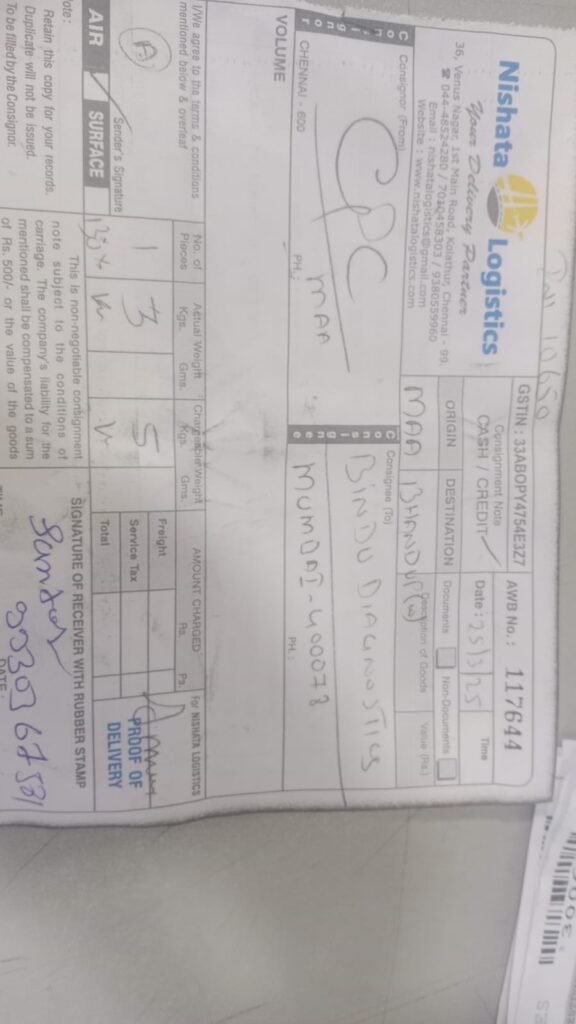 Inv 10650
Nishata Logistics
Your Delivery Partner
36, Venus Nagar, 1st Main Road, Kolathur, Chennai - 99.
☎ 044-48524280 / 7010458303 / 9380559960
Email : nishatalogistics@gmail.com
Website : www.nishatalogistics.com
GSTIN : 33ABOPY4754E3Z7
Consignment Note
CASH / CREDIT
AWB No.: 117644
Date : 25/3/25
Time
ORIGIN
MAA
DESTINATION
BHANDUP (W)
Documents
Non-Documents
Description of Goods
Value (Rs.)
Consignor
Consignor (From)
CPC
MAA
CHENNAI - 600
PH.:
Consignee
Consignee (To)
BINDU DIAGNOSTICS
MUMBAI-400078
PH.:
VOLUME
I/We agree to the terms & conditions
mentioned below & overleaf
A
Sender's Signature
AIR
SURFACE
No. of Pieces
1
Actual Weight
Kgs. Gms.
13
Chargeable Weight
Kgs. Gms.
5
AMOUNT CHARGED
Rs. Ps.
Freight
Service Tax
Total
For NISHATA LOGISTICS
PROOF OF
DELIVERY
Note :
Retain this copy for your records.
Duplicate will not be issued.
To be filled by the Consignor.
This is non-negotiable consignment
note subject to the conditions of
carriage. The company's liability for the
mentioned shall be compensated to a sum
of Rs. 500/- or the value of the goods
SIGNATURE OF RECEIVER WITH RUBBER STAMP
TIME
DATE: